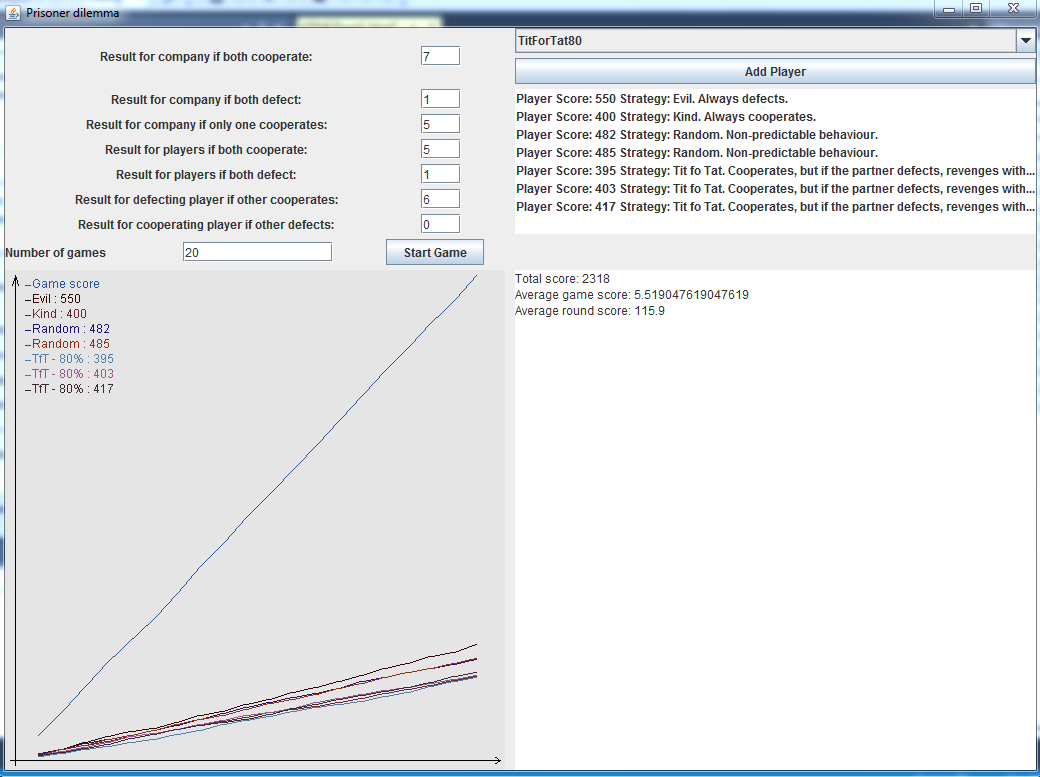 Prisoner dilemma
Result for company if both cooperate: 7
Result for company if both defect: 1
Result for company if only one cooperates: 5
Result for players if both cooperate: 5
Result for players if both defect: 1
Result for defecting player if other cooperates: 6
Result for cooperating player if other defects: 0
Number of games 20 Start Game
TitForTat80
Add Player
Player Score: 550 Strategy: Evil. Always defects.
Player Score: 400 Strategy: Kind. Always cooperates.
Player Score: 482 Strategy: Random. Non-predictable behaviour.
Player Score: 485 Strategy: Random. Non-predictable behaviour.
Player Score: 395 Strategy: Tit fo Tat. Cooperates, but if the partner defects, revenges with...
Player Score: 403 Strategy: Tit fo Tat. Cooperates, but if the partner defects, revenges with...
Player Score: 417 Strategy: Tit fo Tat. Cooperates, but if the partner defects, revenges with...
–Game score
–Evil : 550
–Kind : 400
–Random : 482
–Random : 485
–TfT - 80% : 395
–TfT - 80% : 403
–TfT - 80% : 417
Total score: 2318
Average game score: 5.519047619047619
Average round score: 115.9